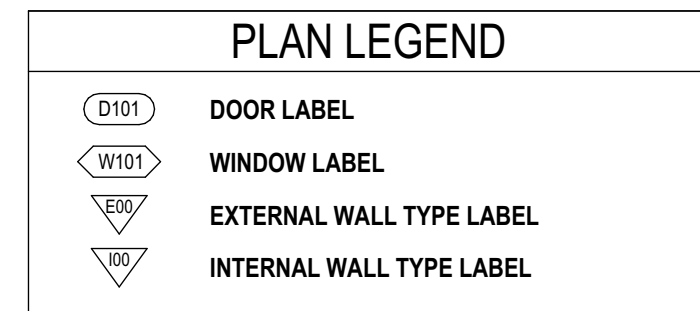 PLAN LEGEND
D101 DOOR LABEL
W101 WINDOW LABEL
E00 EXTERNAL WALL TYPE LABEL
I00 INTERNAL WALL TYPE LABEL